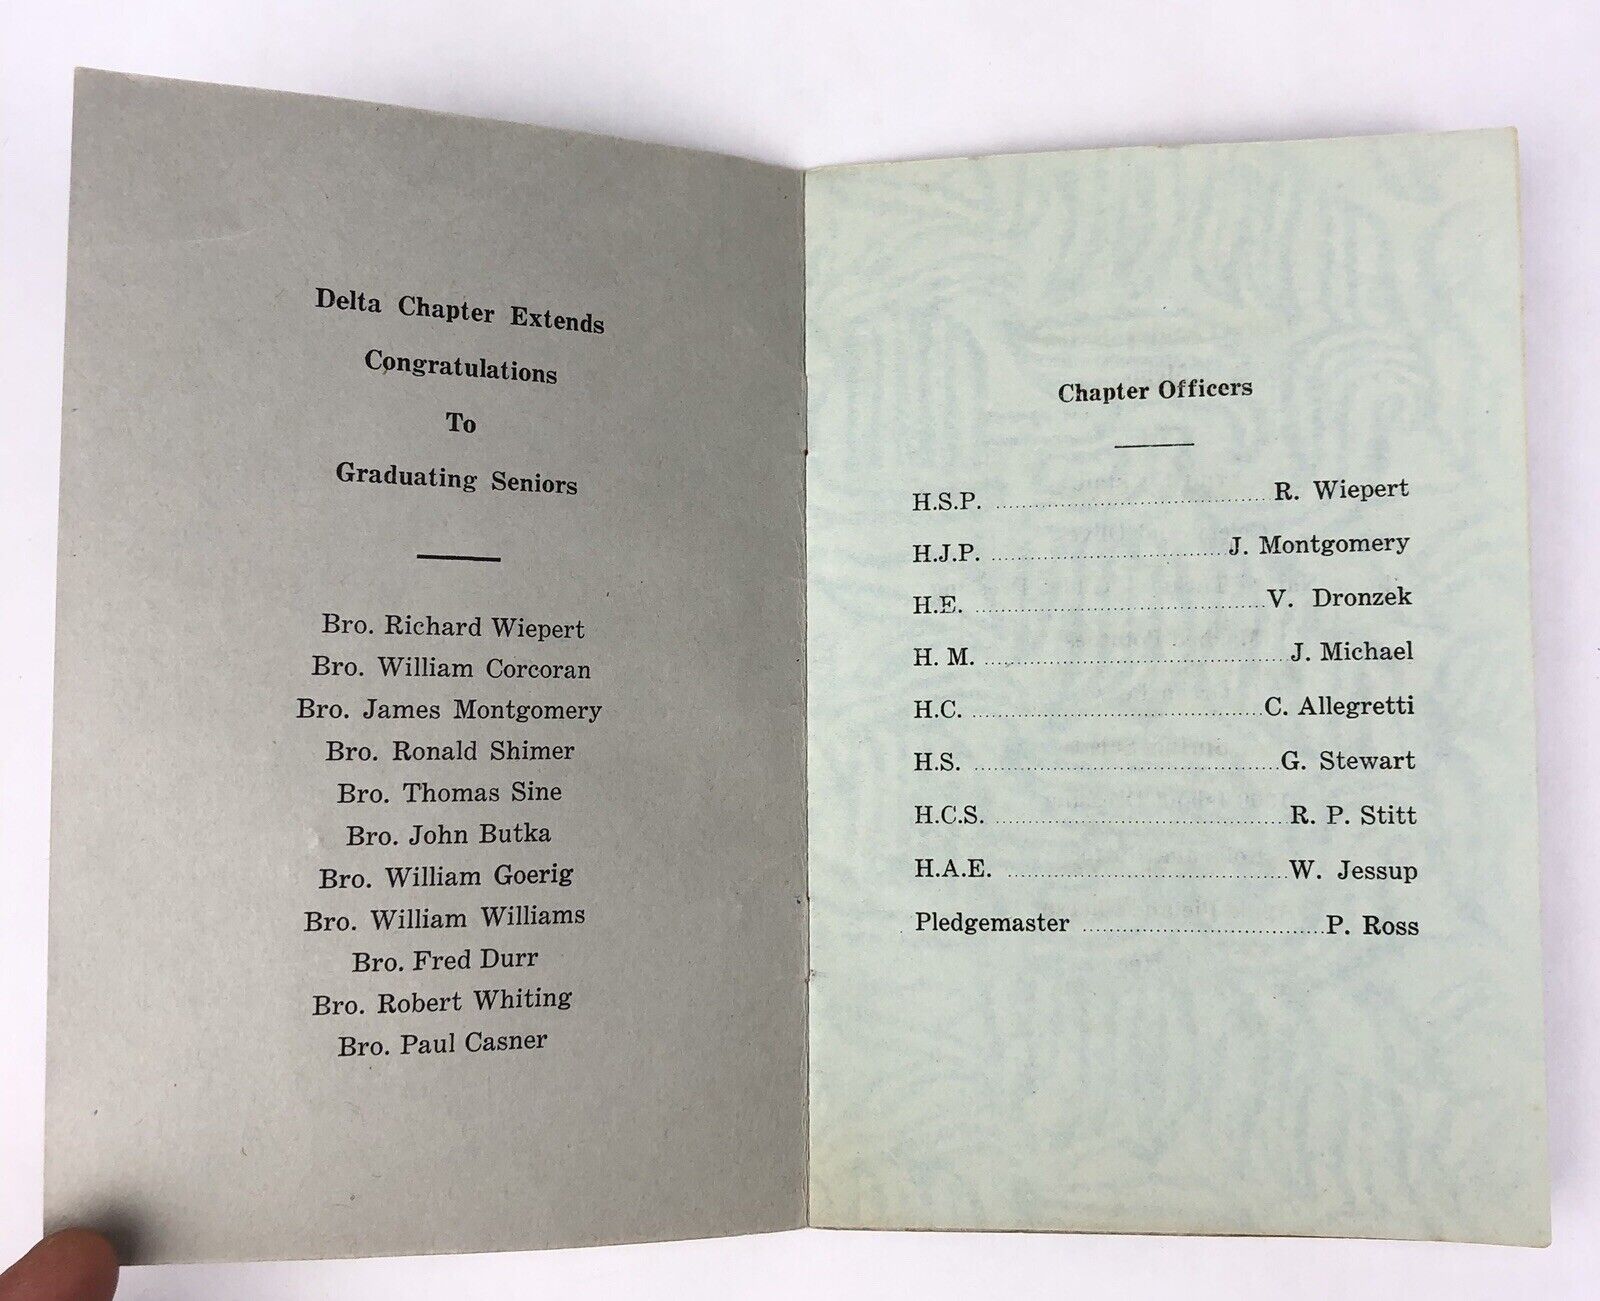 Delta Chapter Extends
Congratulations
To
Graduating Seniors
Bro. Richard Wiepert
Bro. William Corcoran
Bro. James Montgomery
Bro. Ronald Shimer
Bro. Thomas Sine
Bro. John Butka
Bro. William Goerig
Bro. William Williams
Bro. Fred Durr
Bro. Robert Whiting
Bro. Paul Casner
Chapter Officers
H.S.P. ........................................ R. Wiepert
H.J.P. .................................. J. Montgomery
H.E. ......................................... V. Dronzek
H. M. ........................................... J. Michael
H.C. ......................................... C. Allegretti
H.S. ........................................... G. Stewart
H.C.S. ......................................... R. P. Stitt
H.A.E. ........................................ W. Jessup
Pledgemaster .................................. P. Ross